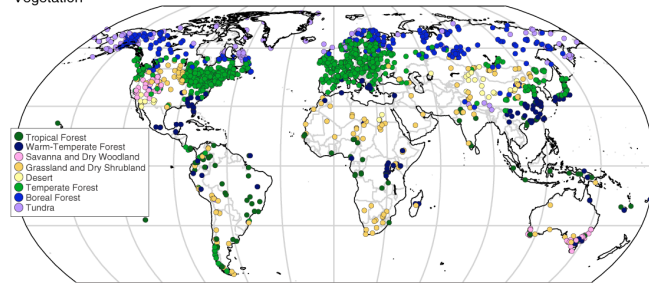 Vegetation
Tropical Forest
Warm-Temperate Forest
Savanna and Dry Woodland
Grassland and Dry Shrubland
Desert
Temperate Forest
Boreal Forest
Tundra